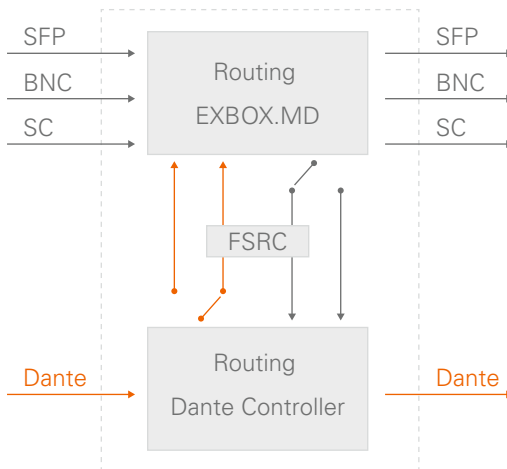 SFP
SFP
Routing
BNC
BNC
EXBOX.MD
SC
SC
FSRC
Routing
Dante
Dante
Dante Controller